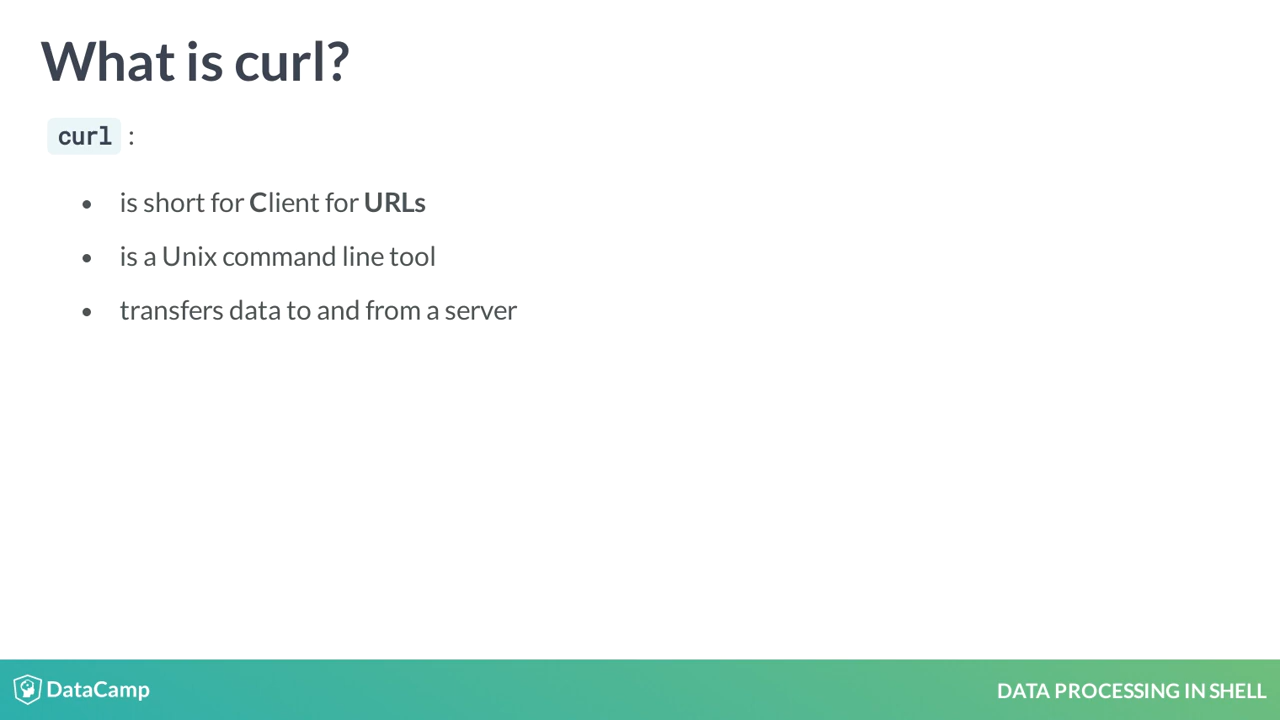 What is curl?
curl :
• is short for Client for URLs
• is a Unix command line tool
• transfers data to and from a server
DataCamp
DATA PROCESSING IN SHELL